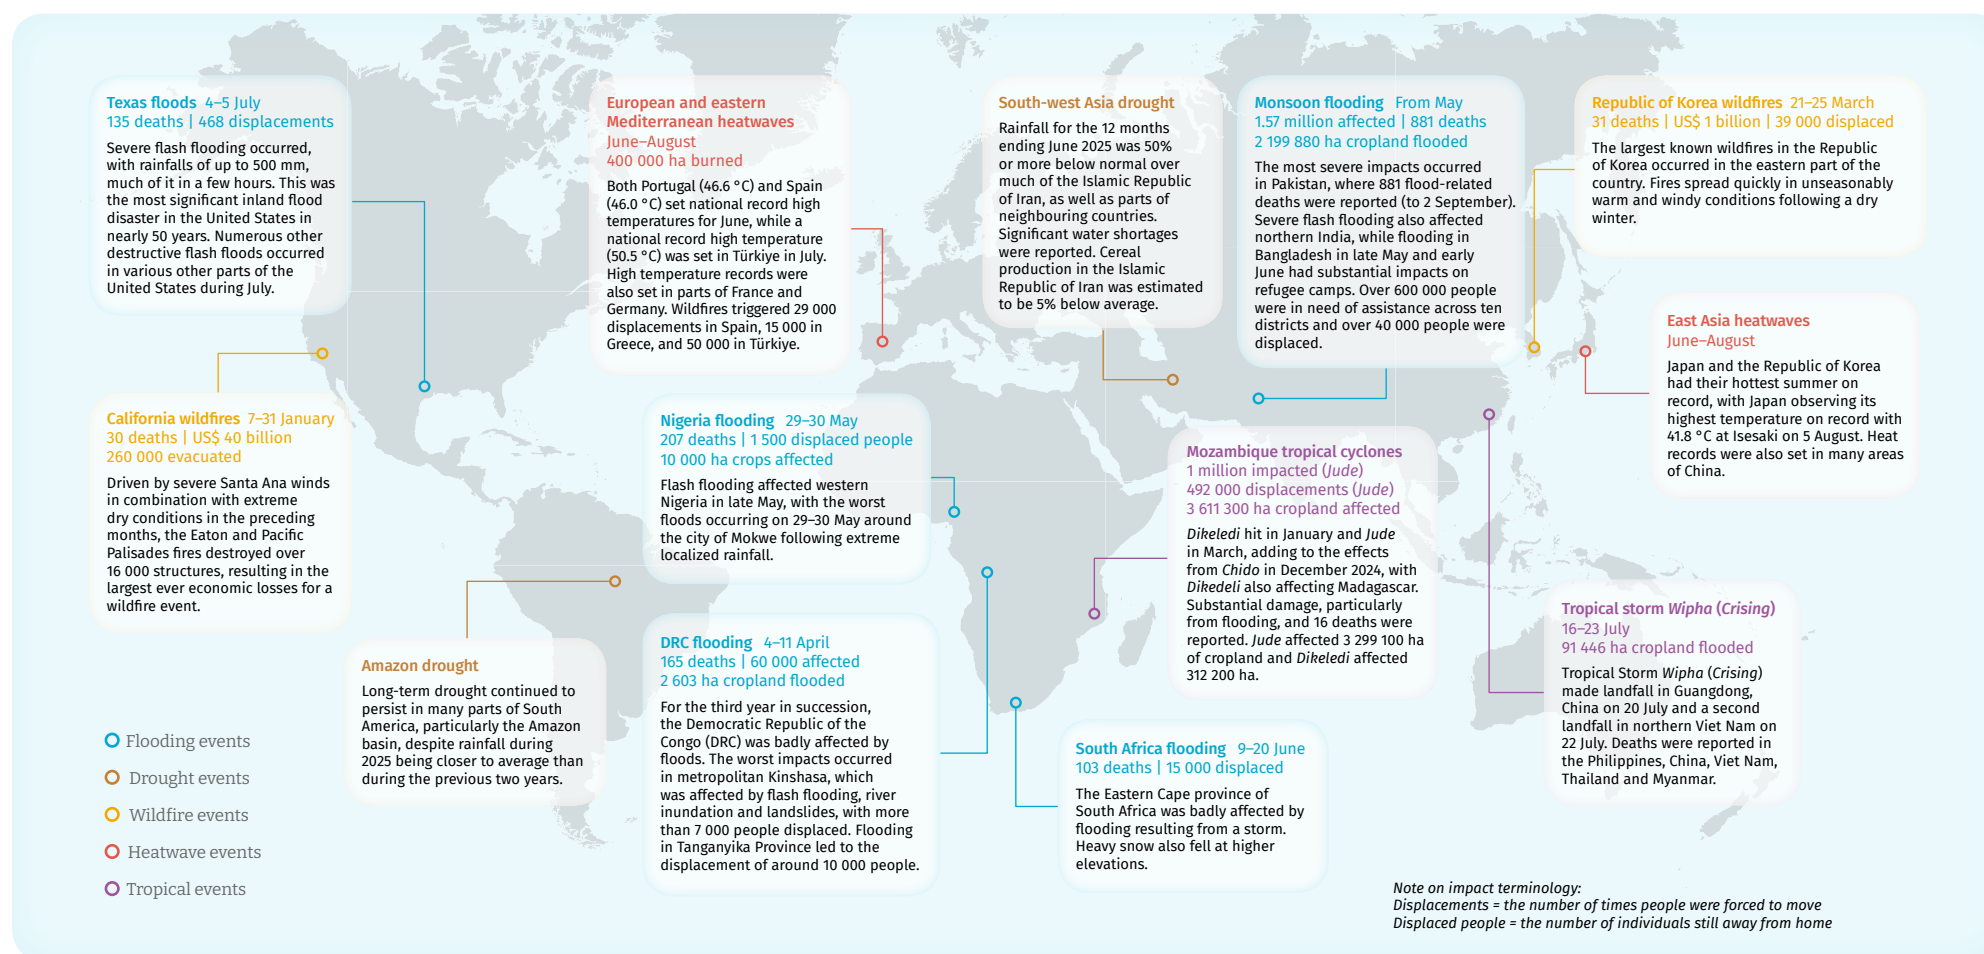 Texas floods 4–5 July
135 deaths | 468 displacements
Severe flash flooding occurred,
with rainfalls of up to 500 mm,
much of it in a few hours. This was
the most significant inland flood
disaster in the United States in
nearly 50 years. Numerous other
destructive flash floods occurred
in various other parts of the
United States during July.
European and eastern
Mediterranean heatwaves
June–August
400 000 ha burned
Both Portugal (46.6 °C) and Spain
(46.0 °C) set national record high
temperatures for June, while a
national record high temperature
(50.5 °C) was set in Türkiye in July.
High temperature records were
also set in parts of France and
Germany. Wildfires triggered 29 000
displacements in Spain, 15 000 in
Greece, and 50 000 in Türkiye.
South-west Asia drought
Rainfall for the 12 months
ending June 2025 was 50%
or more below normal over
much of the Islamic Republic
of Iran, as well as parts of
neighbouring countries.
Significant water shortages
were reported. Cereal
production in the Islamic
Republic of Iran was estimated
to be 5% below average.
Monsoon flooding From May
1.57 million affected | 881 deaths
2 199 880 ha cropland flooded
The most severe impacts occurred
in Pakistan, where 881 flood-related
deaths were reported (to 2 September).
Severe flash flooding also affected
northern India, while flooding in
Bangladesh in late May and early
June had substantial impacts on
refugee camps. Over 600 000 people
were in need of assistance across ten
districts and over 40 000 people were
displaced.
Republic of Korea wildfires 21–25 March
31 deaths | US$ 1 billion | 39 000 displaced
The largest known wildfires in the Republic
of Korea occurred in the eastern part of the
country. Fires spread quickly in unseasonably
warm and windy conditions following a dry
winter.
East Asia heatwaves
June–August
Japan and the Republic of Korea
had their hottest summer on
record, with Japan observing its
highest temperature on record with
41.8 °C at Isesaki on 5 August. Heat
records were also set in many areas
of China.
California wildfires 7–31 January
30 deaths | US$ 40 billion
260 000 evacuated
Driven by severe Santa Ana winds
in combination with extreme
dry conditions in the preceding
months, the Eaton and Pacific
Palisades fires destroyed over
16 000 structures, resulting in the
largest ever economic losses for a
wildfire event.
Nigeria flooding 29–30 May
207 deaths | 1 500 displaced people
10 000 ha crops affected
Flash flooding affected western
Nigeria in late May, with the worst
floods occurring on 29–30 May around
the city of Mokwe following extreme
localized rainfall.
Mozambique tropical cyclones
1 million impacted (Jude)
492 000 displacements (Jude)
3 611 300 ha cropland affected
Dikeledi hit in January and Jude
in March, adding to the effects
from Chido in December 2024, with
Dikedeli also affecting Madagascar.
Substantial damage, particularly
from flooding, and 16 deaths were
reported. Jude affected 3 299 100 ha
of cropland and Dikeledi affected
312 200 ha.
Tropical storm Wipha (Crising)
16–23 July
91 446 ha cropland flooded
Tropical Storm Wipha (Crising)
made landfall in Guangdong,
China on 20 July and a second
landfall in northern Viet Nam on
22 July. Deaths were reported in
the Philippines, China, Viet Nam,
Thailand and Myanmar.
Amazon drought
Long-term drought continued to
persist in many parts of South
America, particularly the Amazon
basin, despite rainfall during
2025 being closer to average than
during the previous two years.
DRC flooding 4–11 April
165 deaths | 60 000 affected
2 603 ha cropland flooded
For the third year in succession,
the Democratic Republic of the
Congo (DRC) was badly affected by
floods. The worst impacts occurred
in metropolitan Kinshasa, which
was affected by flash flooding, river
inundation and landslides, with more
than 7 000 people displaced. Flooding
in Tanganyika Province led to the
displacement of around 10 000 people.
South Africa flooding 9–20 June
103 deaths | 15 000 displaced
The Eastern Cape province of
South Africa was badly affected by
flooding resulting from a storm.
Heavy snow also fell at higher
elevations.
Flooding events
Drought events
Wildfire events
Heatwave events
Tropical events
Note on impact terminology:
Displacements = the number of times people were forced to move
Displaced people = the number of individuals still away from home